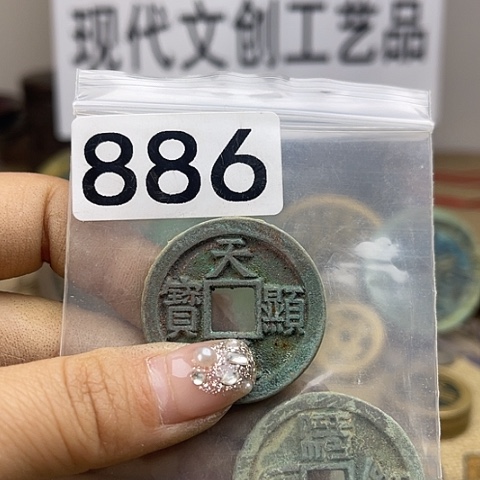 现代文创工艺品
886
天
寶 顯